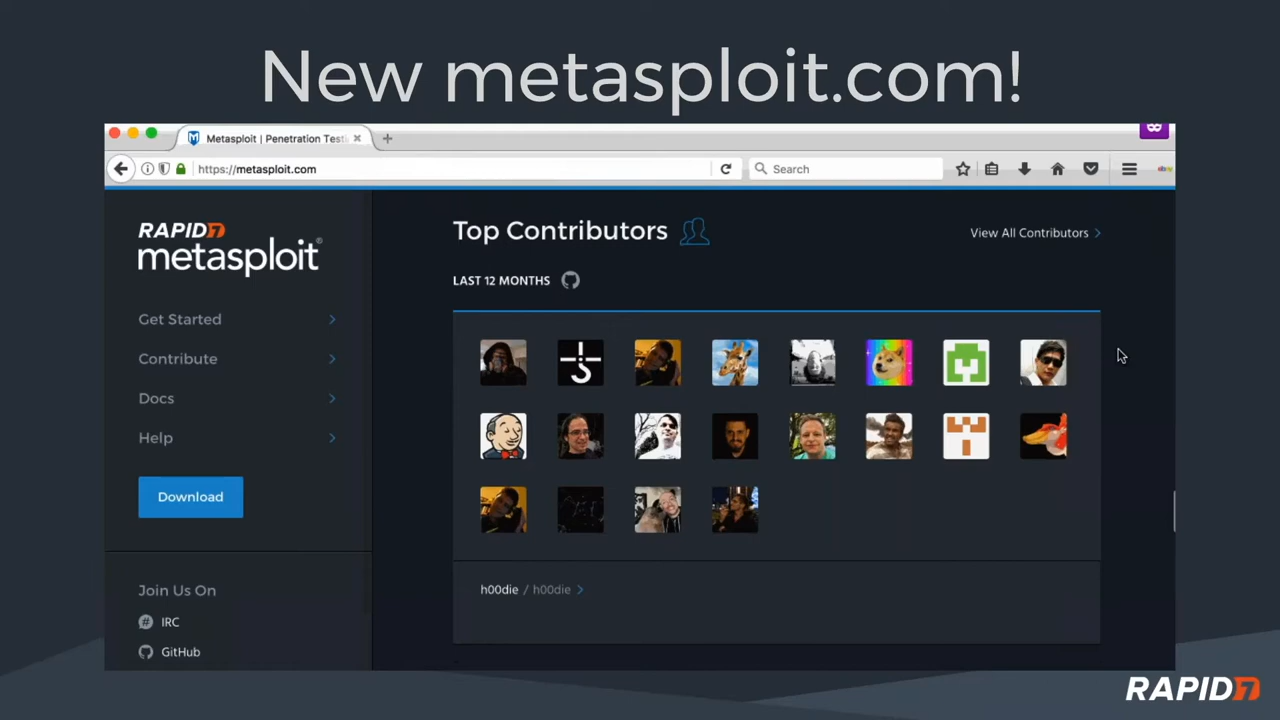 New metasploit.com!
Metasploit | Penetration Testi
https://metasploit.com
Search
ebay
RAPID7
metasploit®
Get Started
Contribute
Docs
Help
Download
Join Us On
IRC
GitHub
Top Contributors
View All Contributors
LAST 12 MONTHS
h00die / h00die
RAPID7